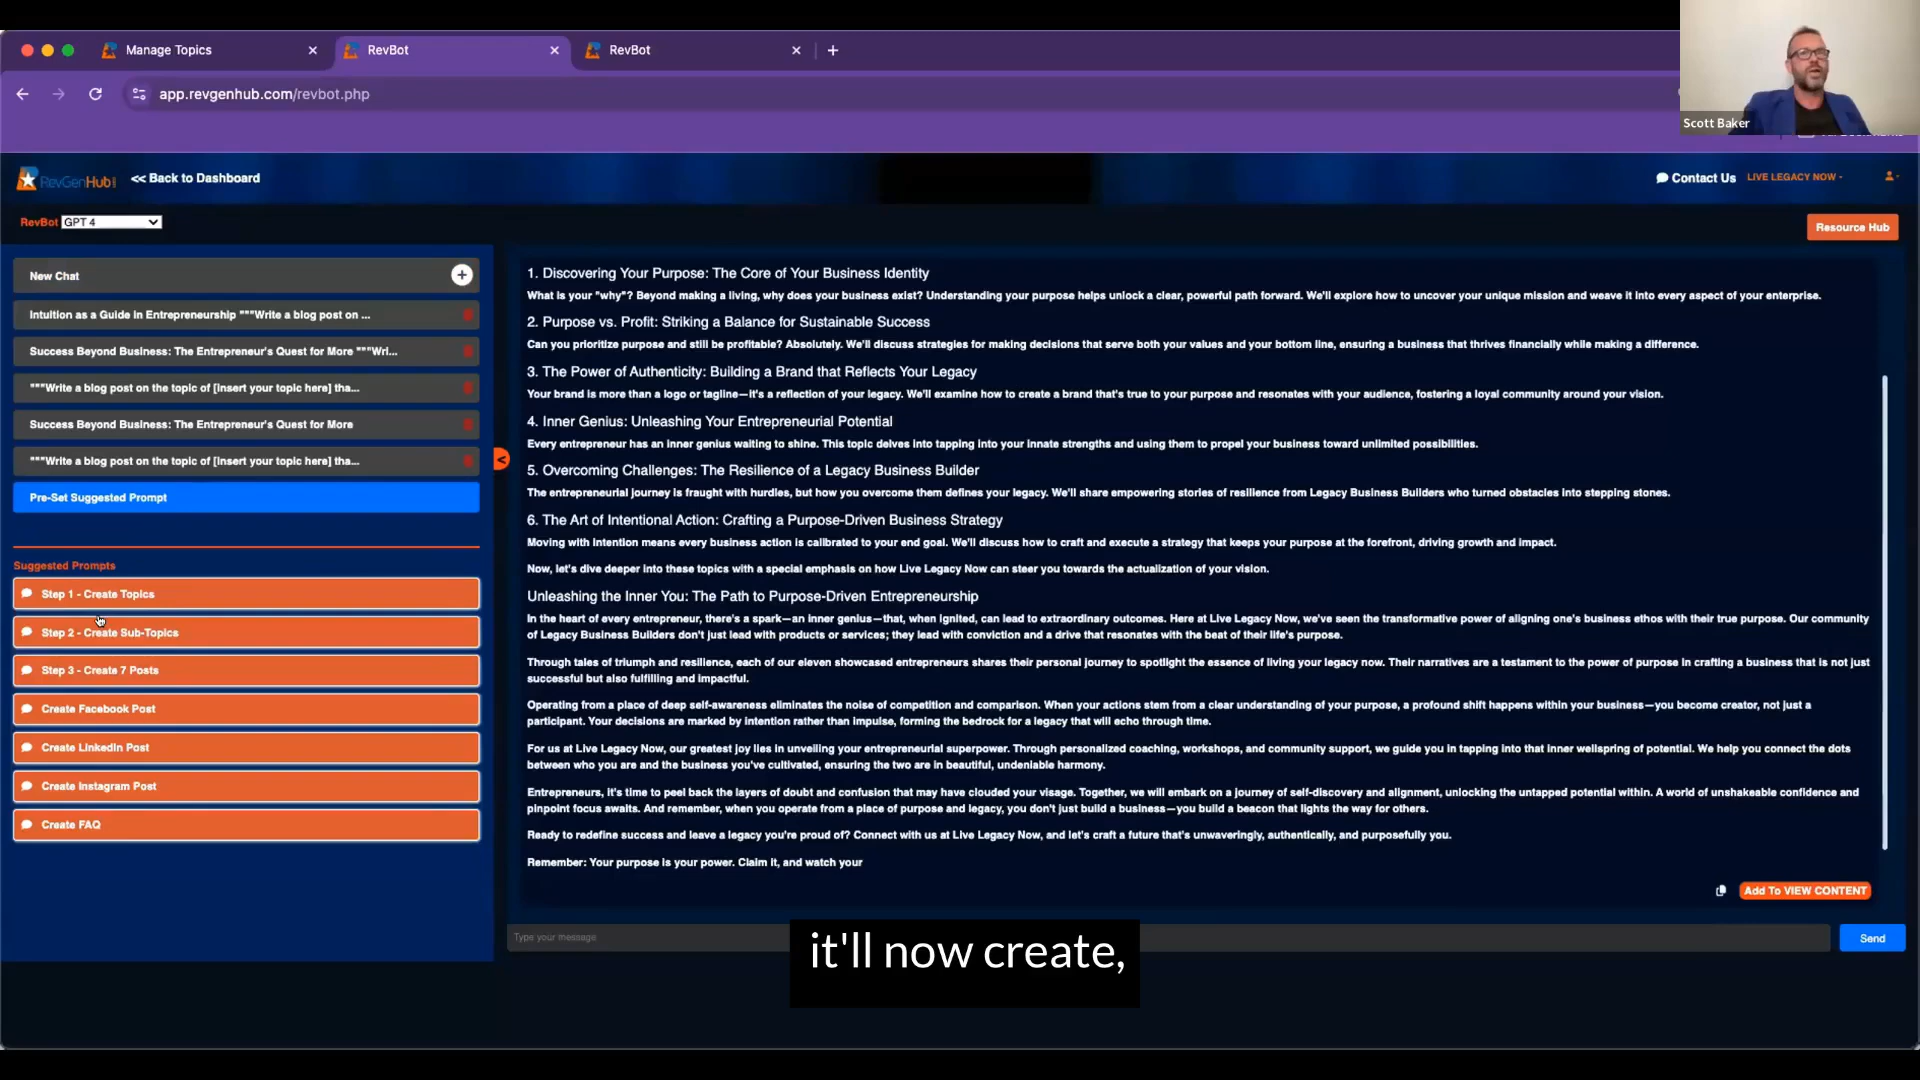 Manage Topics
RevBot
RevBot
app.revgenhub.com/revbot.php
Scott Baker
RevGenHub
<< Back to Dashboard
Contact Us
LIVE LEGACY NOW
RevBot
GPT 4
Resource Hub
New Chat
Intuition as a Guide in Entrepreneurship """Write a blog post on ...
Success Beyond Business: The Entrepreneur's Quest for More """Wri...
"""Write a blog post on the topic of [insert your topic here] tha...
Success Beyond Business: The Entrepreneur's Quest for More
"""Write a blog post on the topic of [insert your topic here] tha...
Pre-Set Suggested Prompt
Suggested Prompts
Step 1 - Create Topics
Step 2 - Create Sub-Topics
Step 3 - Create 7 Posts
Create Facebook Post
Create LinkedIn Post
Create Instagram Post
Create FAQ
<
1. Discovering Your Purpose: The Core of Your Business Identity
What is your "why"? Beyond making a living, why does your business exist? Understanding your purpose helps unlock a clear, powerful path forward. We'll explore how to uncover your unique mission and weave it into every aspect of your enterprise.
2. Purpose vs. Profit: Striking a Balance for Sustainable Success
Can you prioritize purpose and still be profitable? Absolutely. We'll discuss strategies for making decisions that serve both your values and your bottom line, ensuring a business that thrives financially while making a difference.
3. The Power of Authenticity: Building a Brand that Reflects Your Legacy
Your brand is more than a logo or tagline—it's a reflection of your legacy. We'll examine how to create a brand that's true to your purpose and resonates with your audience, fostering a loyal community around your vision.
4. Inner Genius: Unleashing Your Entrepreneurial Potential
Every entrepreneur has an inner genius waiting to shine. This topic delves into tapping into your innate strengths and using them to propel your business toward unlimited possibilities.
5. Overcoming Challenges: The Resilience of a Legacy Business Builder
The entrepreneurial journey is fraught with hurdles, but how you overcome them defines your legacy. We'll share empowering stories of resilience from Legacy Business Builders who turned obstacles into stepping stones.
6. The Art of Intentional Action: Crafting a Purpose-Driven Business Strategy
Moving with intention means every business action is calibrated to your end goal. We'll discuss how to craft and execute a strategy that keeps your purpose at the forefront, driving growth and impact.
Now, let's dive deeper into these topics with a special emphasis on how Live Legacy Now can steer you towards the actualization of your vision.
Unleashing the Inner You: The Path to Purpose-Driven Entrepreneurship
In the heart of every entrepreneur, there's a spark—an inner genius—that, when ignited, can lead to extraordinary outcomes. Here at Live Legacy Now, we've seen the transformative power of aligning one's business ethos with their true purpose. Our community
of Legacy Business Builders don't just lead with products or services; they lead with conviction and a drive that resonates with the beat of their life's purpose.
Through tales of triumph and resilience, each of our eleven showcased entrepreneurs shares their personal journey to spotlight the essence of living your legacy now. Their narratives are a testament to the power of purpose in crafting a business that is not just
successful but also fulfilling and impactful.
Operating from a place of deep self-awareness eliminates the noise of competition and comparison. When your actions stem from a clear understanding of your purpose, a profound shift happens within your business—you become creator, not just a
participant. Your decisions are marked by intention rather than impulse, forming the bedrock for a legacy that will echo through time.
For us at Live Legacy Now, our greatest joy lies in unveiling your entrepreneurial superpower. Through personalized coaching, workshops, and community support, we guide you in tapping into that inner wellspring of potential. We help you connect the dots
between who you are and the business you've cultivated, ensuring the two are in beautiful, undeniable harmony.
Entrepreneurs, it's time to peel back the layers of doubt and confusion that may have clouded your visage. Together, we will embark on a journey of self-discovery and alignment, unlocking the untapped potential within. A world of unshakeable confidence and
pinpoint focus awaits. And remember, when you operate from a place of purpose and legacy, you don't just build a business—you build a beacon that lights the way for others.
Ready to redefine success and leave a legacy you're proud of? Connect with us at Live Legacy Now, and let's craft a future that's unwaveringly, authentically, and purposefully you.
Remember: Your purpose is your power. Claim it, and watch your
Add To VIEW CONTENT
Type your message
Send
it'll now create,